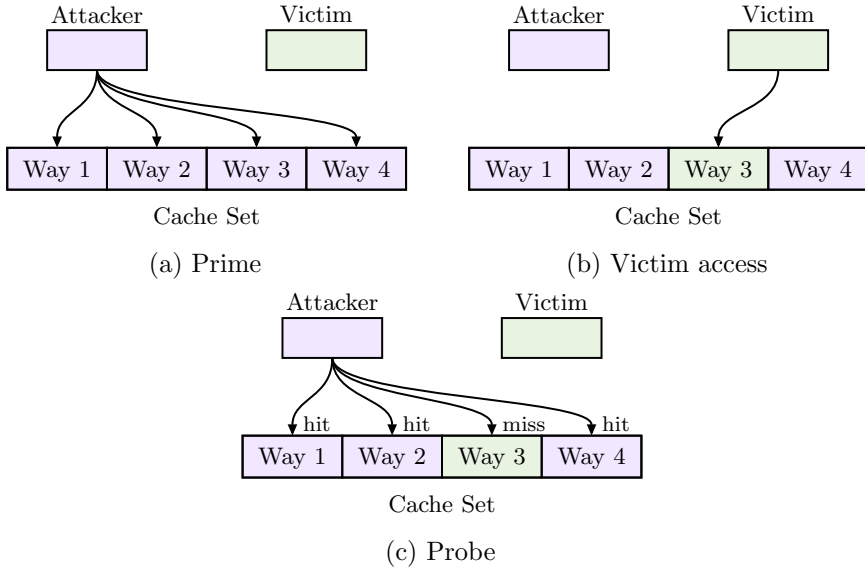 Attacker Victim
Way 1 Way 2 Way 3 Way 4
Cache Set
(a) Prime
Attacker Victim
Way 1 Way 2 Way 3 Way 4
Cache Set
(b) Victim access
Attacker Victim
hit hit miss hit
Way 1 Way 2 Way 3 Way 4
Cache Set
(c) Probe